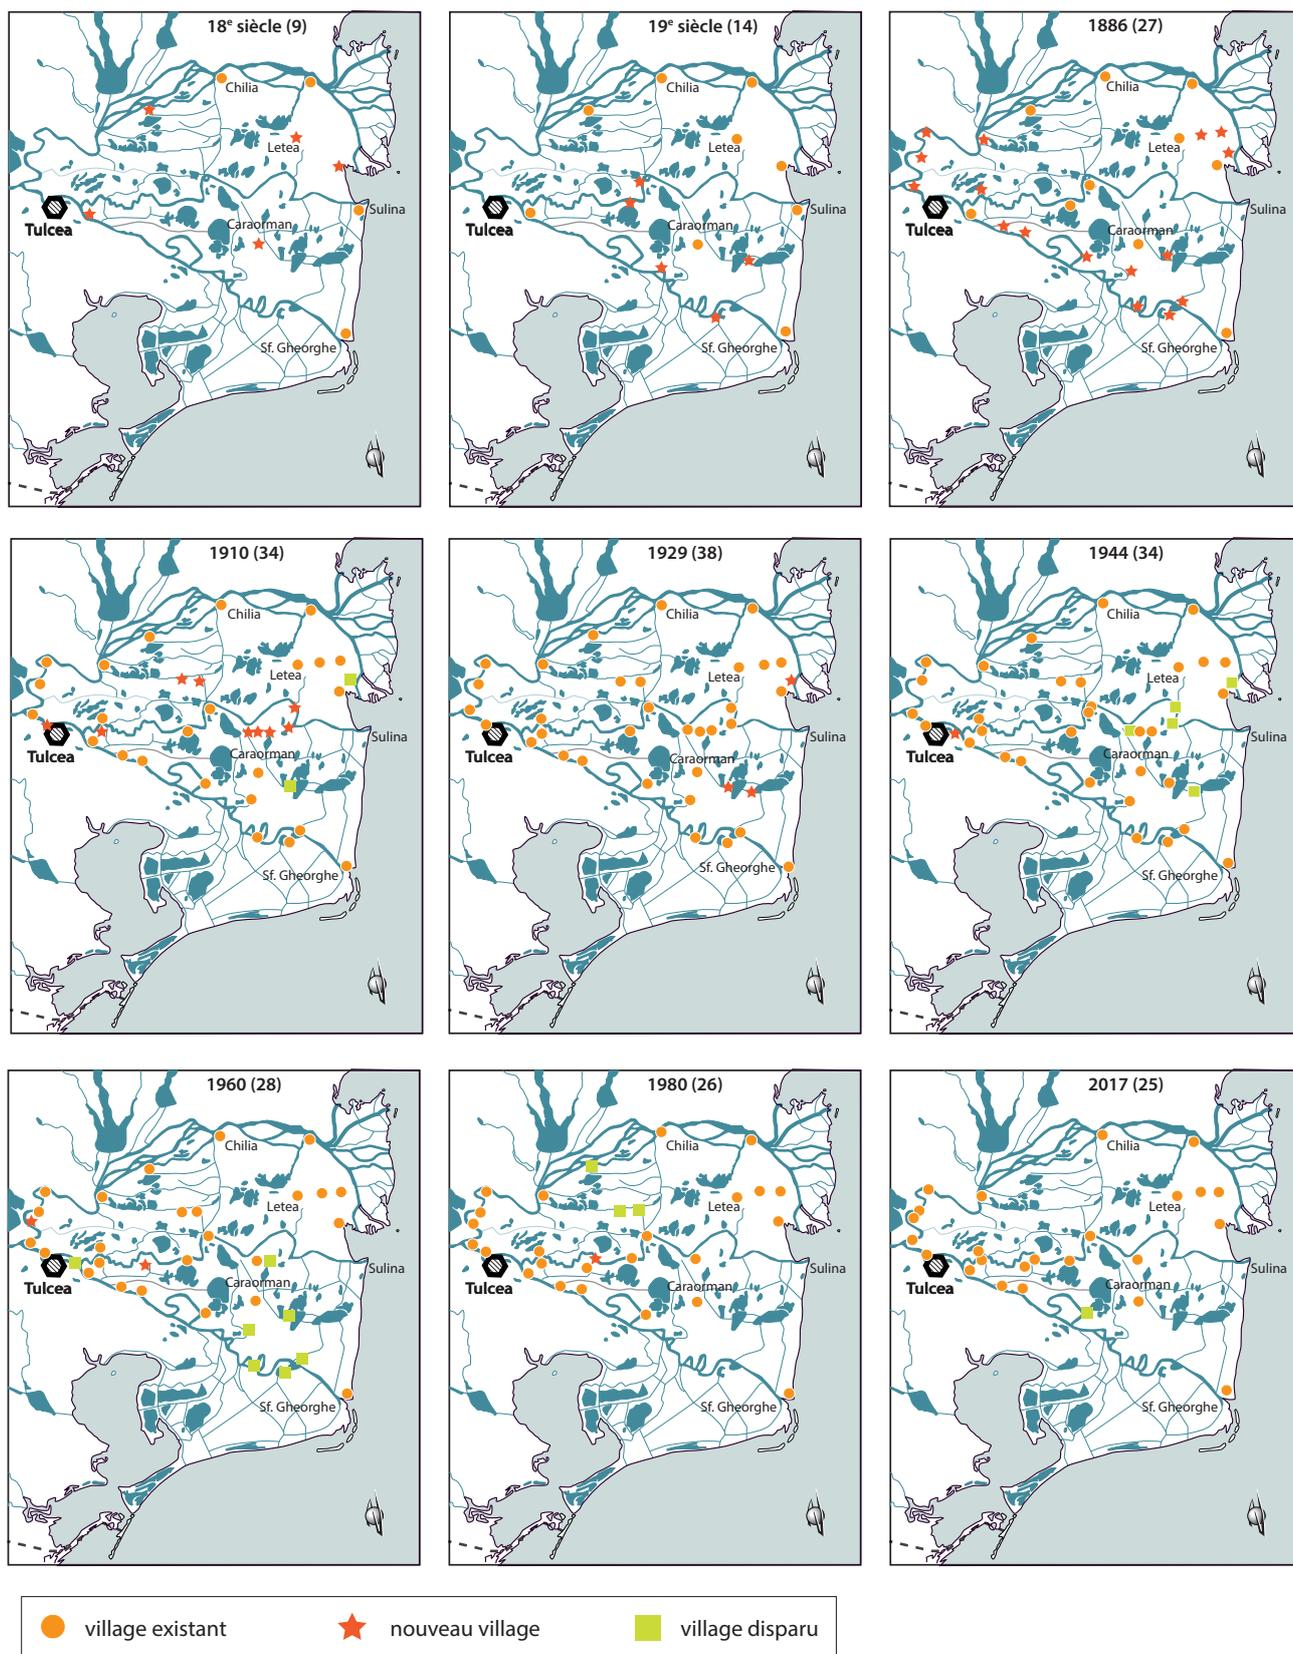 18e siècle (9)
Chilia
Letea
Sulina
Caraorman
Tulcea
Sf. Gheorghe
19e siècle (14)
Chilia
Letea
Sulina
Caraorman
Tulcea
Sf. Gheorghe
1886 (27)
Chilia
Letea
Sulina
Caraorman
Tulcea
Sf. Gheorghe
1910 (34)
Chilia
Letea
Sulina
Caraorman
Tulcea
Sf. Gheorghe
1929 (38)
Chilia
Letea
Sulina
Caraorman
Tulcea
Sf. Gheorghe
1944 (34)
Chilia
Letea
Sulina
Caraorman
Tulcea
Sf. Gheorghe
1960 (28)
Chilia
Letea
Sulina
Caraorman
Tulcea
Sf. Gheorghe
1980 (26)
Chilia
Letea
Sulina
Caraorman
Tulcea
Sf. Gheorghe
2017 (25)
Chilia
Letea
Sulina
Caraorman
Tulcea
Sf. Gheorghe
village existant
nouveau village
village disparu